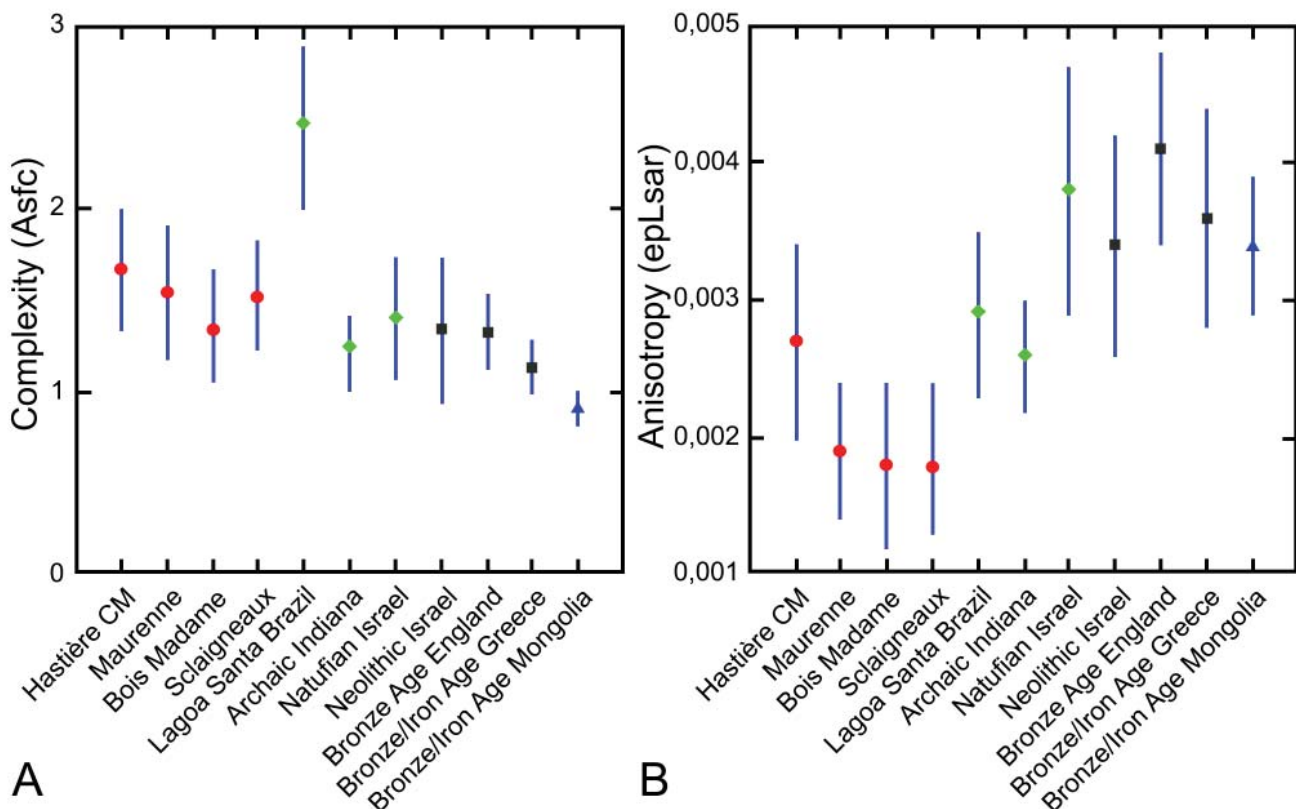 3
2
1
0
Complexity (Asfc)
Hastière CM
Maurenne
Bois Madame
Sclaigneaux
Lagoa Santa Brazil
Archaic Indiana
Natufian Israel
Neolithic Israel
Bronze Age England
Bronze/Iron Age Greece
Bronze/Iron Age Mongolia
A
0,005
0,004
0,003
0,002
0,001
Anisotropy (epLsar)
Hastière CM
Maurenne
Bois Madame
Sclaigneaux
Lagoa Santa Brazil
Archaic Indiana
Natufian Israel
Neolitic Israel
Bronze Age England
Bronze/Iron Age Greece
Bronze/Iron Age Mongolia
B